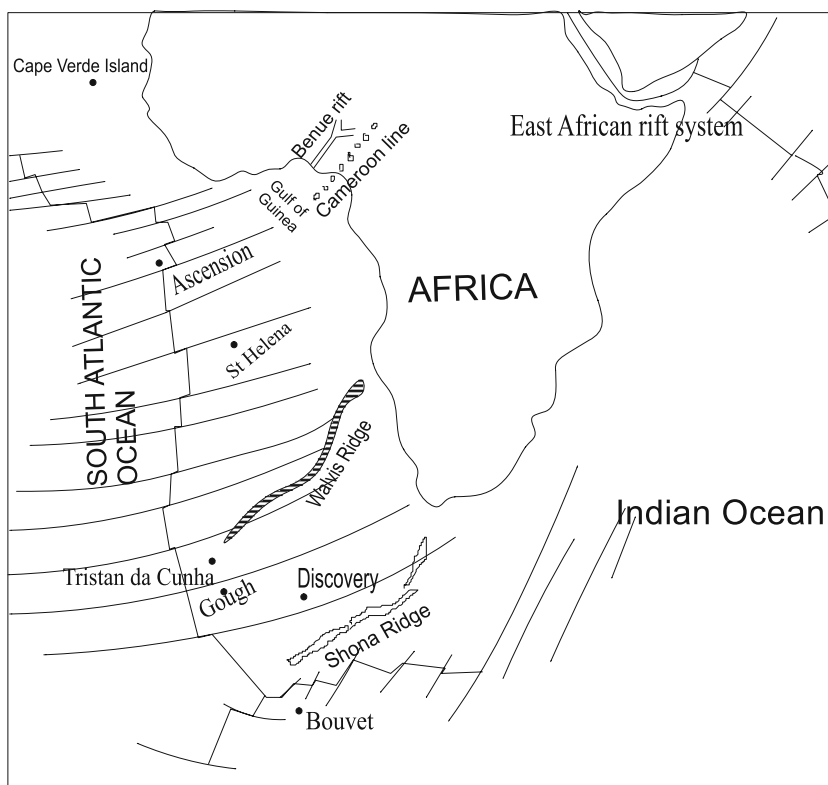 Cape Verde Island
Benue rift
East African rift system
Cameroon line
Gulf of
Guinea
Ascension
AFRICA
SOUTH ATLANTIC
OCEAN
St Helena
Walvis Ridge
Indian Ocean
Tristan da Cunha
Gough
Discovery
Shona Ridge
Bouvet